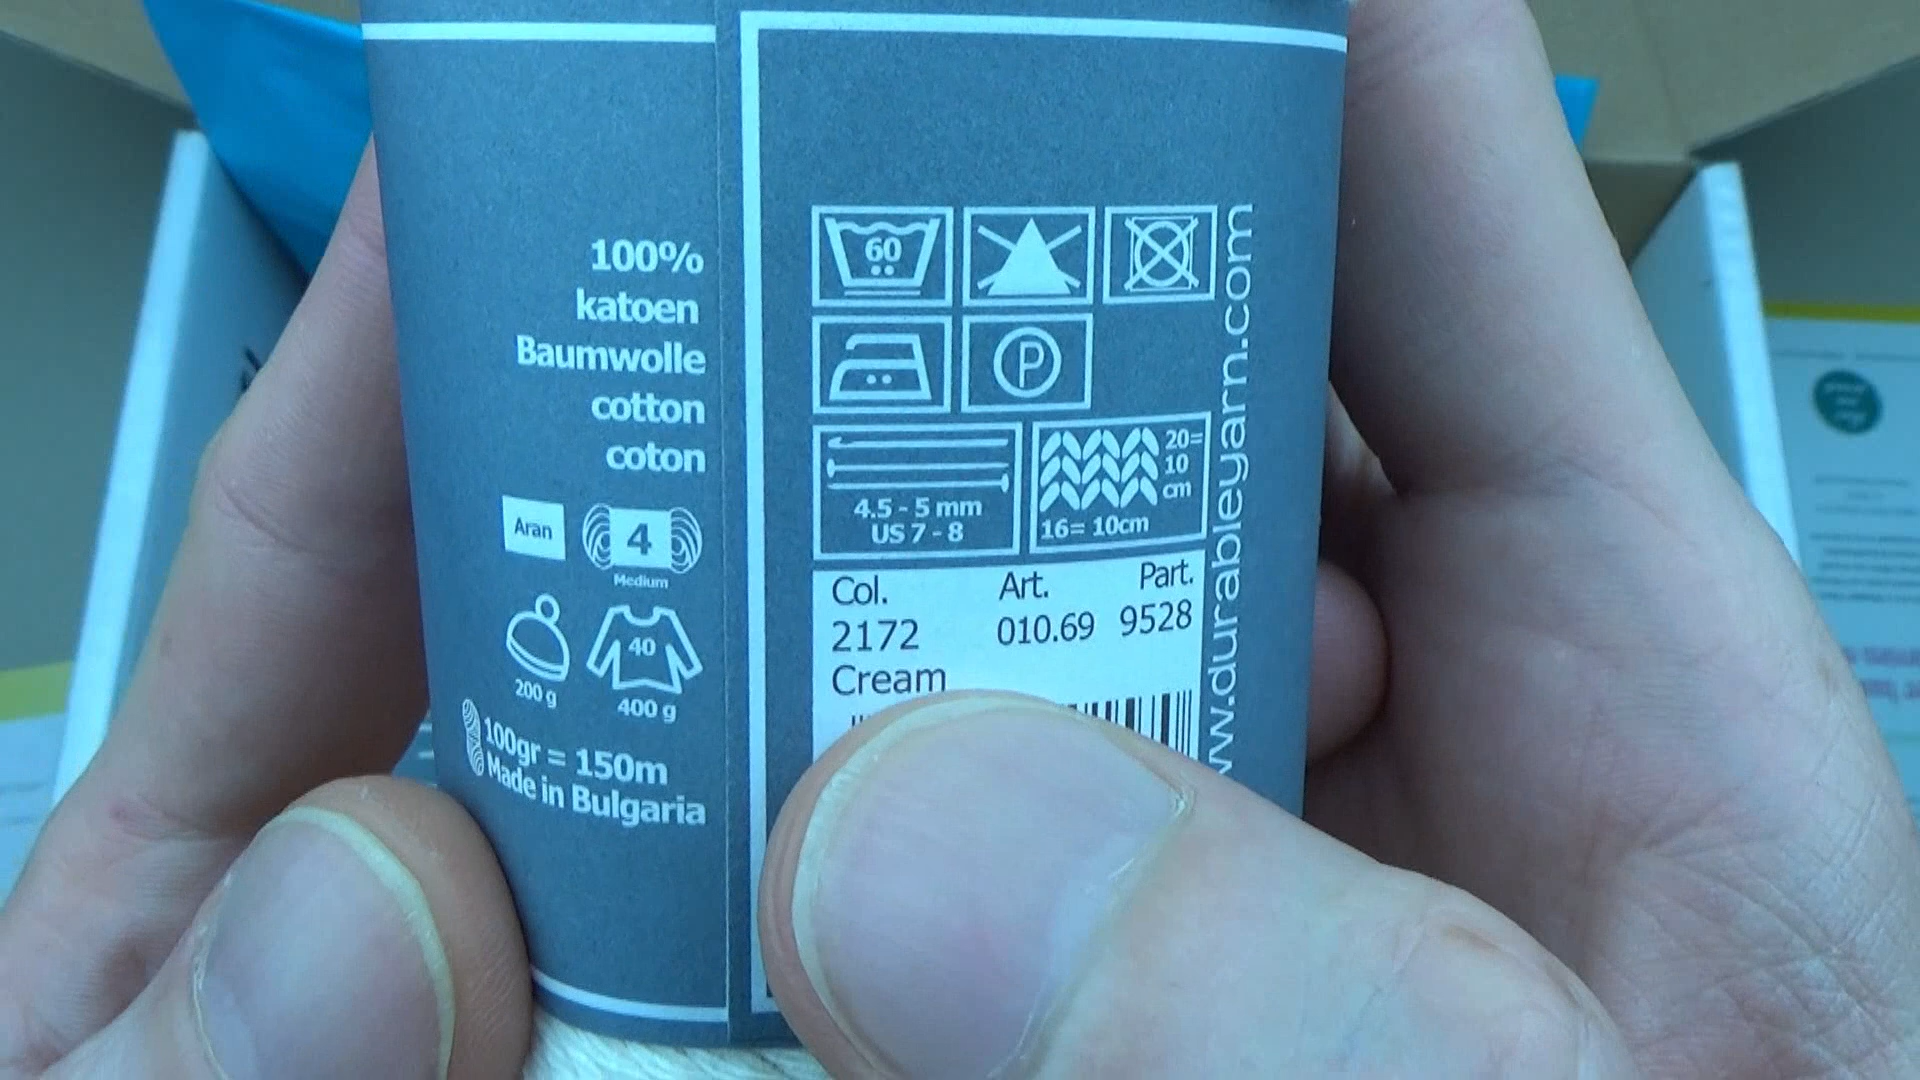 100%
katoen
Baumwolle
cotton
coton
Aran
4
Medium
40
200 g
400 g
100gr = 150m
Made in Bulgaria
60
P
4.5 - 5 mm
US 7 - 8
20=
10
cm
16= 10cm
Col. Art. Part.
2172 010.69 9528
Cream
www.durableyarn.com